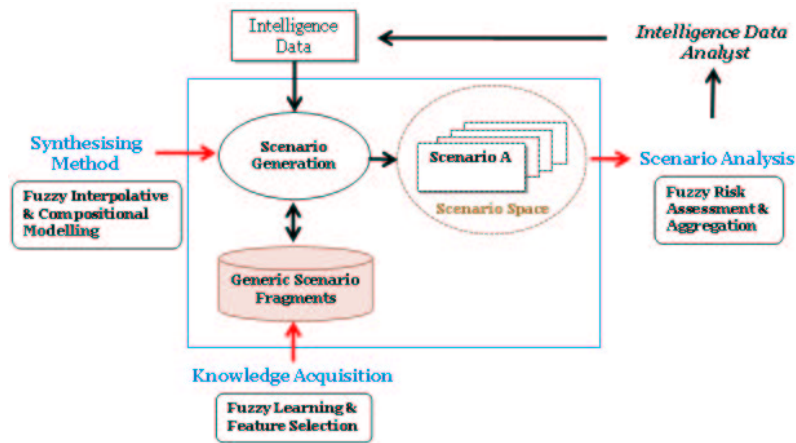 Intelligence
Data
Intelligence Data
Analyst
Synthesising
Method
Fuzzy Interpolative
& Compositional
Modelling
Scenario
Generation
Scenario A
Scenario Space
Scenario Analysis
Fuzzy Risk
Assessment &
Aggregation
Generic Scenario
Fragments
Knowledge Acquisition
Fuzzy Learning &
Feature Selection